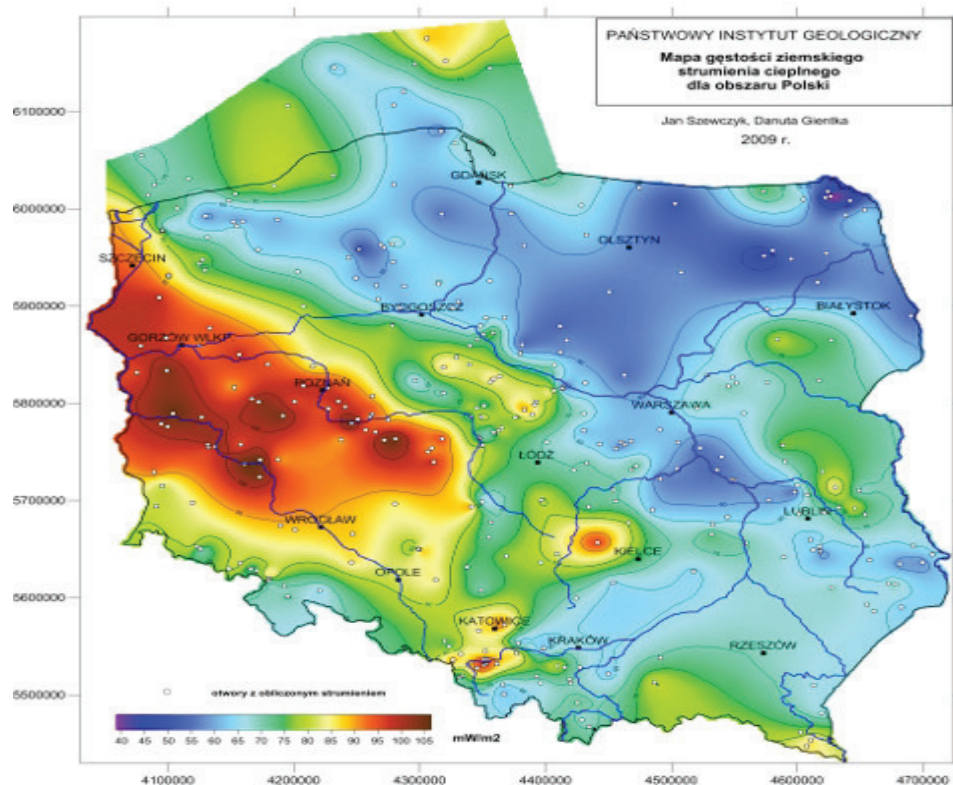 PAŃSTWOWY INSTYTUT GEOLOGICZNY
Mapa gęstości ziemskiego
strumienia cieplnego
dla obszaru Polski
Jan Szewczyk, Danuta Gientka
2009 r.
6100000
GDAŃSK
6000000
OLSZTYN
SZCZECIN
5900000
BYDGOSZCZ
BIAŁYSTOK
GORZÓW WLKP.
POZNAŃ
5800000
WARSZAWA
ŁÓDŹ
5700000
WROCŁAW
LUBLIN
KIELCE
OPOLE
5600000
KATOWICE
KRAKÓW
RZESZÓW
5500000
otwory z obliczonym strumieniem
mW/m2
40 45 50 55 60 65 70 75 80 85 90 95 100 105
4100000 4200000 4300000 4400000 4500000 4600000 4700000